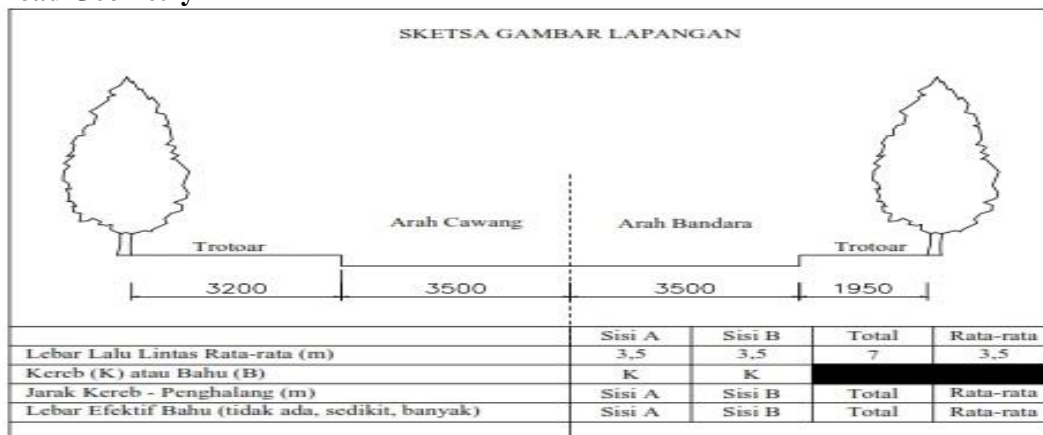 SKETSA GAMBAR LAPANGAN
Arah Cawang Arah Bandara
Trotoar Trotoar
3200 3500 3500 1950
Sisi A Sisi B Total Rata-rata
Lebar Lalu Lintas Rata-rata (m) 3,5 3,5 7 3,5
Kereb (K) atau Bahu (B) K K
Jarak Kereb - Penghalang (m) Sisi A Sisi B Total Rata-rata
Lebar Efektif Bahu (tidak ada, sedikit, banyak) Sisi A Sisi B Total Rata-rata